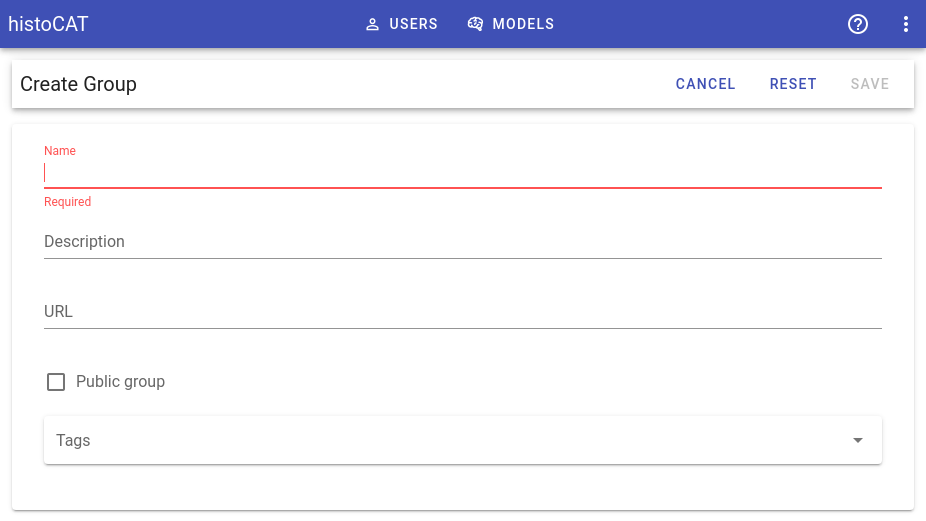 histoCAT USERS MODELS
Create Group CANCEL RESET SAVE
Name
Required
Description
URL
Public group
Tags